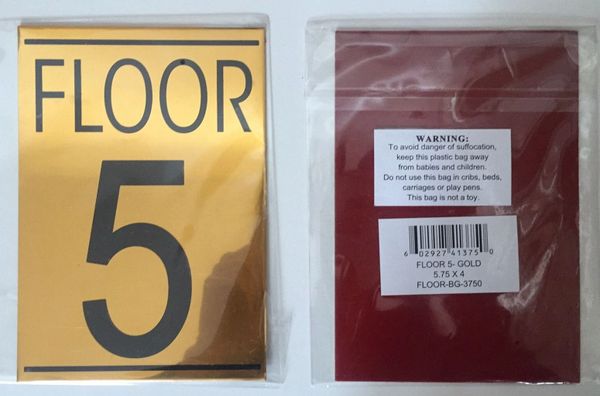 FLOOR
5
WARNING:
To avoid danger of suffocation,
keep this plastic bag away
from babies and children.
Do not use this bag in cribs, beds,
carriages or play pens.
This bag is not a toy.
6 02927 41375 0
FLOOR 5- GOLD
5.75 X 4
FLOOR-BG-3750